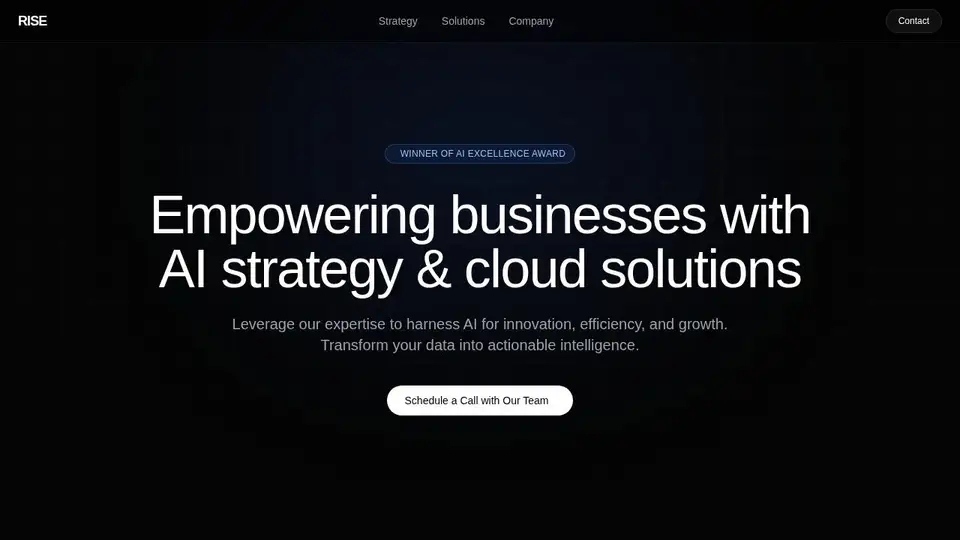 RISE
Strategy
Solutions
Company
Contact
WINNER OF AI EXCELLENCE AWARD
Empowering businesses with
AI strategy & cloud solutions
Leverage our expertise to harness AI for innovation, efficiency, and growth.
Transform your data into actionable intelligence.
Schedule a Call with Our Team